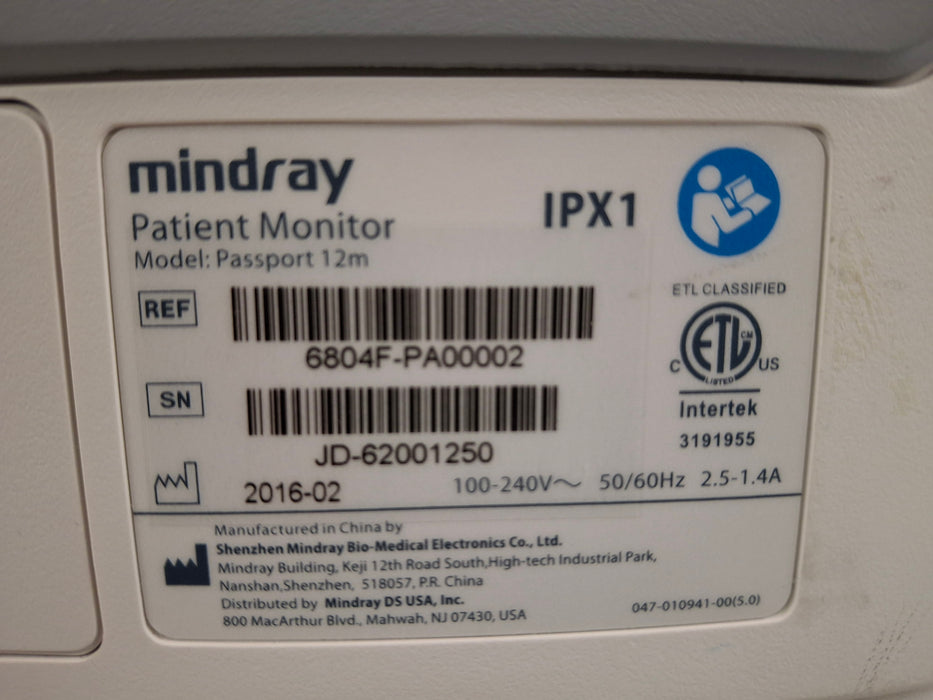 mindray
IPX1
Patient Monitor
Model: Passport 12m
ETL CLASSIFIED
REF
6804F-PA00002
ETL CM
LISTED
C US
SN
Intertek
3191955
JD-62001250
2016-02
100-240V~ 50/60Hz 2.5-1.4A
Manufactured in China by
Shenzhen Mindray Bio-Medical Electronics Co., Ltd.
Mindray Building, Keji 12th Road South,High-tech Industrial Park,
Nanshan,Shenzhen, 518057, P.R. China
Distributed by Mindray DS USA, Inc.
800 MacArthur Blvd., Mahwah, NJ 07430, USA
047-010941-00(5.0)